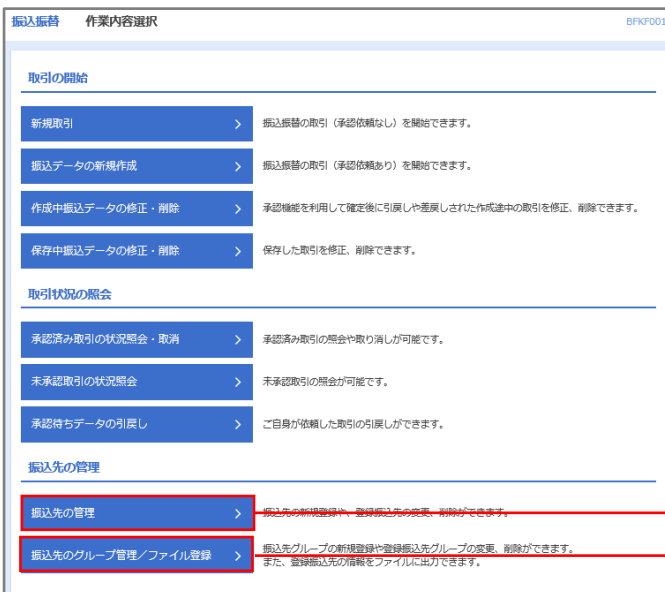 振込振替 作業内容選択 BFKF001
取引の開始
新規取引 振込振替の取引（承認依頼なし）を開始できます。
振込データの新規作成 振込振替の取引（承認依頼あり）を開始できます。
作成中振込データの修正・削除 承認機能を利用して確定後に引戻しや差戻しされた作成途中の取引を修正、削除できます。
保存中振込データの修正・削除 保存した取引を修正、削除できます。
取引状況の照会
承認済み取引の状況照会・取消 承認済み取引の照会や取り消しが可能です。
未承認取引の状況照会 未承認取引の照会が可能です。
承認待ちデータの引戻し ご自身が依頼した取引の引戻しができます。
振込先の管理
振込先の管理 振込先の新規登録や、登録振込先の変更、削除ができます。
振込先のグループ管理／ファイル登録 振込先グループの新規登録や登録振込先グループの変更、削除ができます。
また、登録振込先の情報をファイルに出力できます。